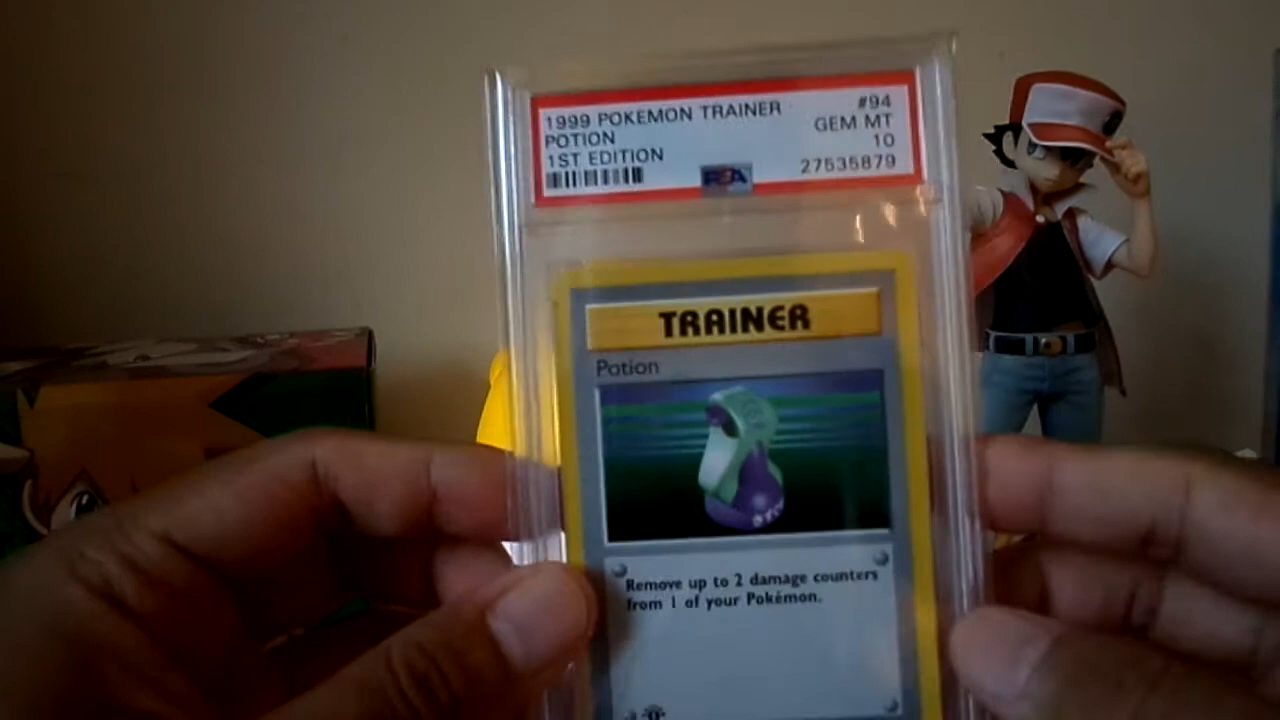 1999 POKEMON TRAINER #94
POTION GEM MT
1ST EDITION 10
27535879
PSA
TRAINER
Potion
Remove up to 2 damage counters
from 1 of your Pokémon.